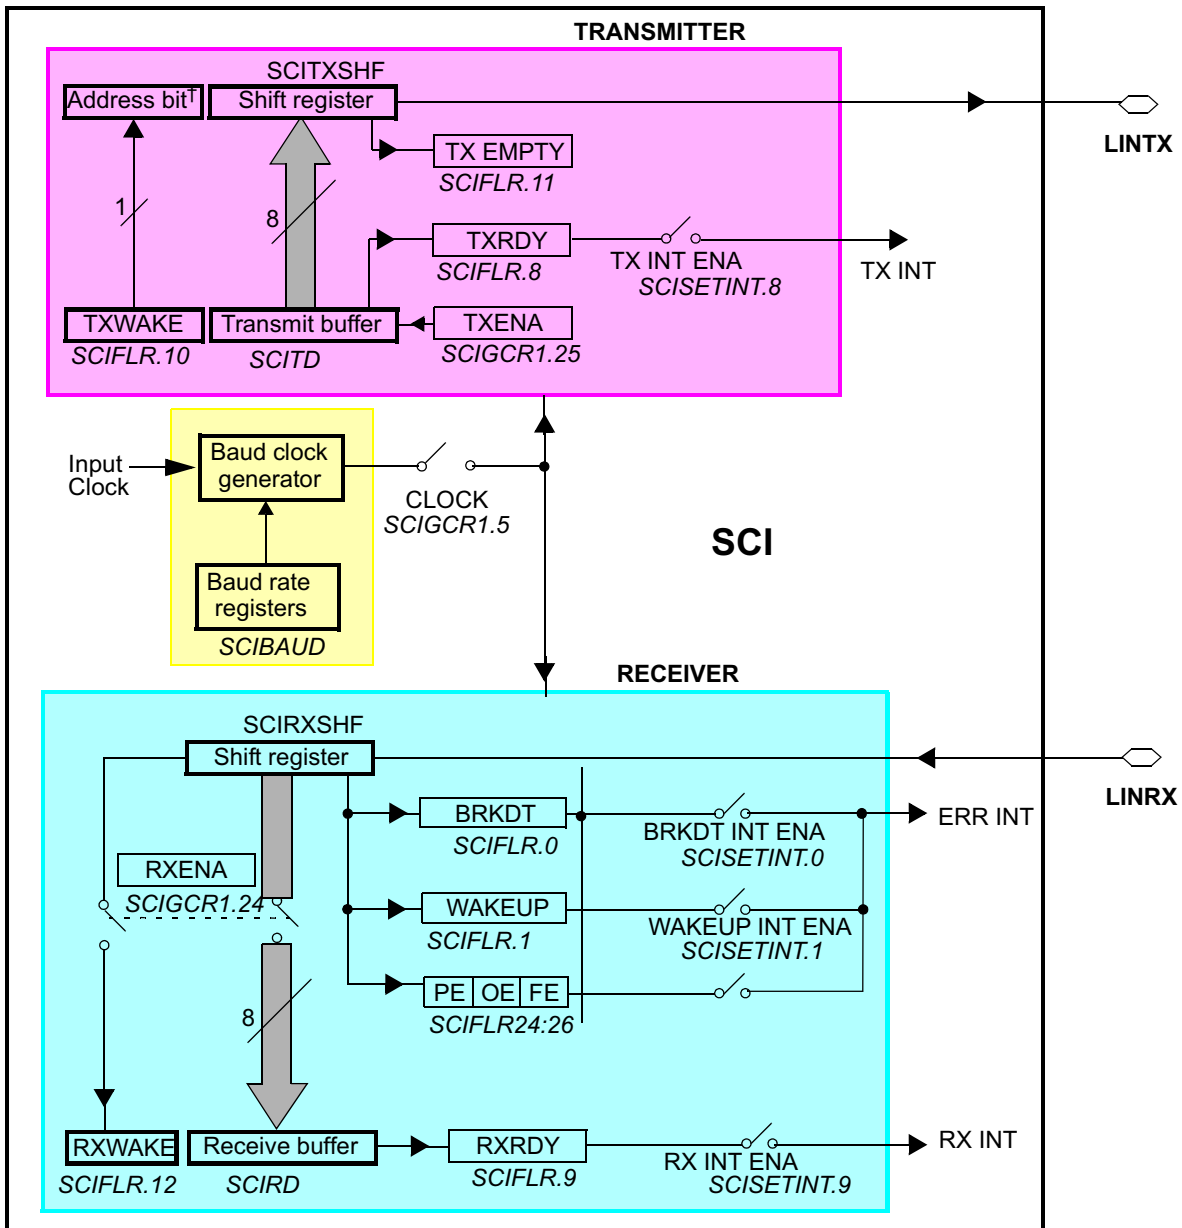 TRANSMITTER
SCITXSHF
Address bit†
Shift register
LINTX
TX EMPTY
SCIFLR.11
1
8
TXRDY
SCIFLR.8
TX INT ENA
SCISETINT.8
TX INT
TXWAKE
SCIFLR.10
Transmit buffer
SCITD
TXENA
SCIGCR1.25
Input
Clock
Baud clock
generator
CLOCK
SCIGCR1.5
SCI
Baud rate
registers
SCIBAUD
RECEIVER
SCIRXSHF
Shift register
LINRX
BRKDT
SCIFLR.0
BRKDT INT ENA
SCISETINT.0
ERR INT
RXENA
SCIGCR1.24
WAKEUP
SCIFLR.1
WAKEUP INT ENA
SCISETINT.1
PE OE FE
SCIFLR24:26
8
RXWAKE
SCIFLR.12
Receive buffer
SCIRD
RXRDY
SCIFLR.9
RX INT ENA
SCISETINT.9
RX INT